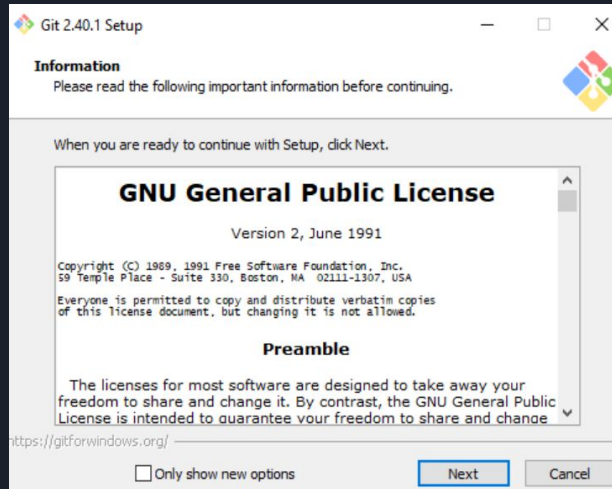 Git 2.40.1 Setup
Information
Please read the following important information before continuing.
When you are ready to continue with Setup, click Next.
GNU General Public License
Version 2, June 1991
Copyright (C) 1989, 1991 Free Software Foundation, Inc.
59 Temple Place - Suite 330, Boston, MA  02111-1307, USA
Everyone is permitted to copy and distribute verbatim copies
of this license document, but changing it is not allowed.
Preamble
The licenses for most software are designed to take away your
freedom to share and change it. By contrast, the GNU General Public
License is intended to guarantee your freedom to share and change
https://gitforwindows.org/
Only show new options
Next
Cancel